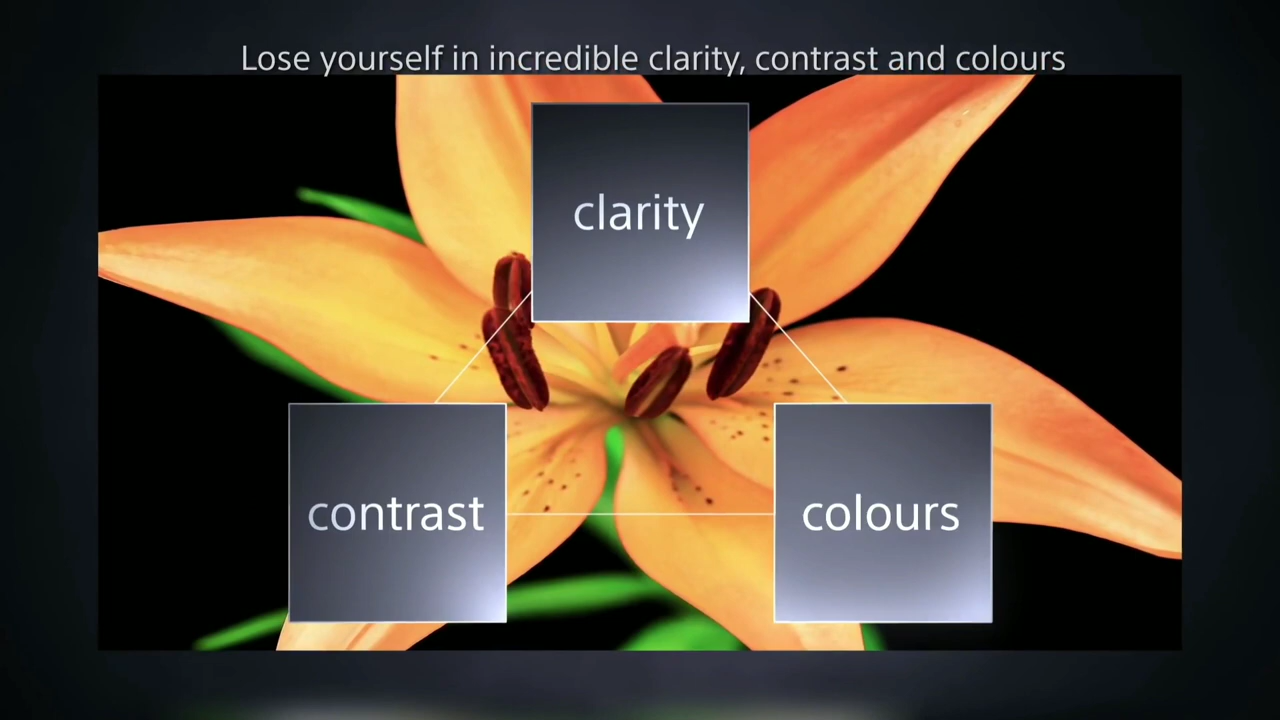 Lose yourself in incredible clarity, contrast and colours
clarity
contrast
colours